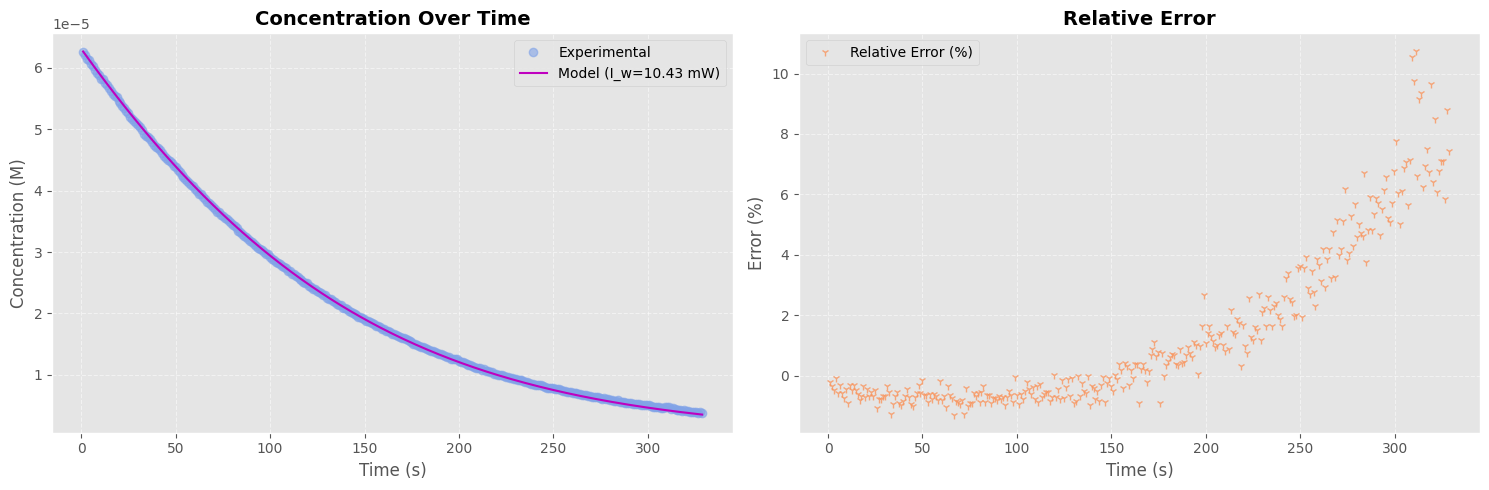 Concentration Over Time
1e−5
Experimental
Model (I_w=10.43 mW)
Concentration (M)
6
5
4
3
2
1
0 50 100 150 200 250 300
Time (s)
Relative Error
Relative Error (%)
Error (%)
10
8
6
4
2
0
0 50 100 150 200 250 300
Time (s)